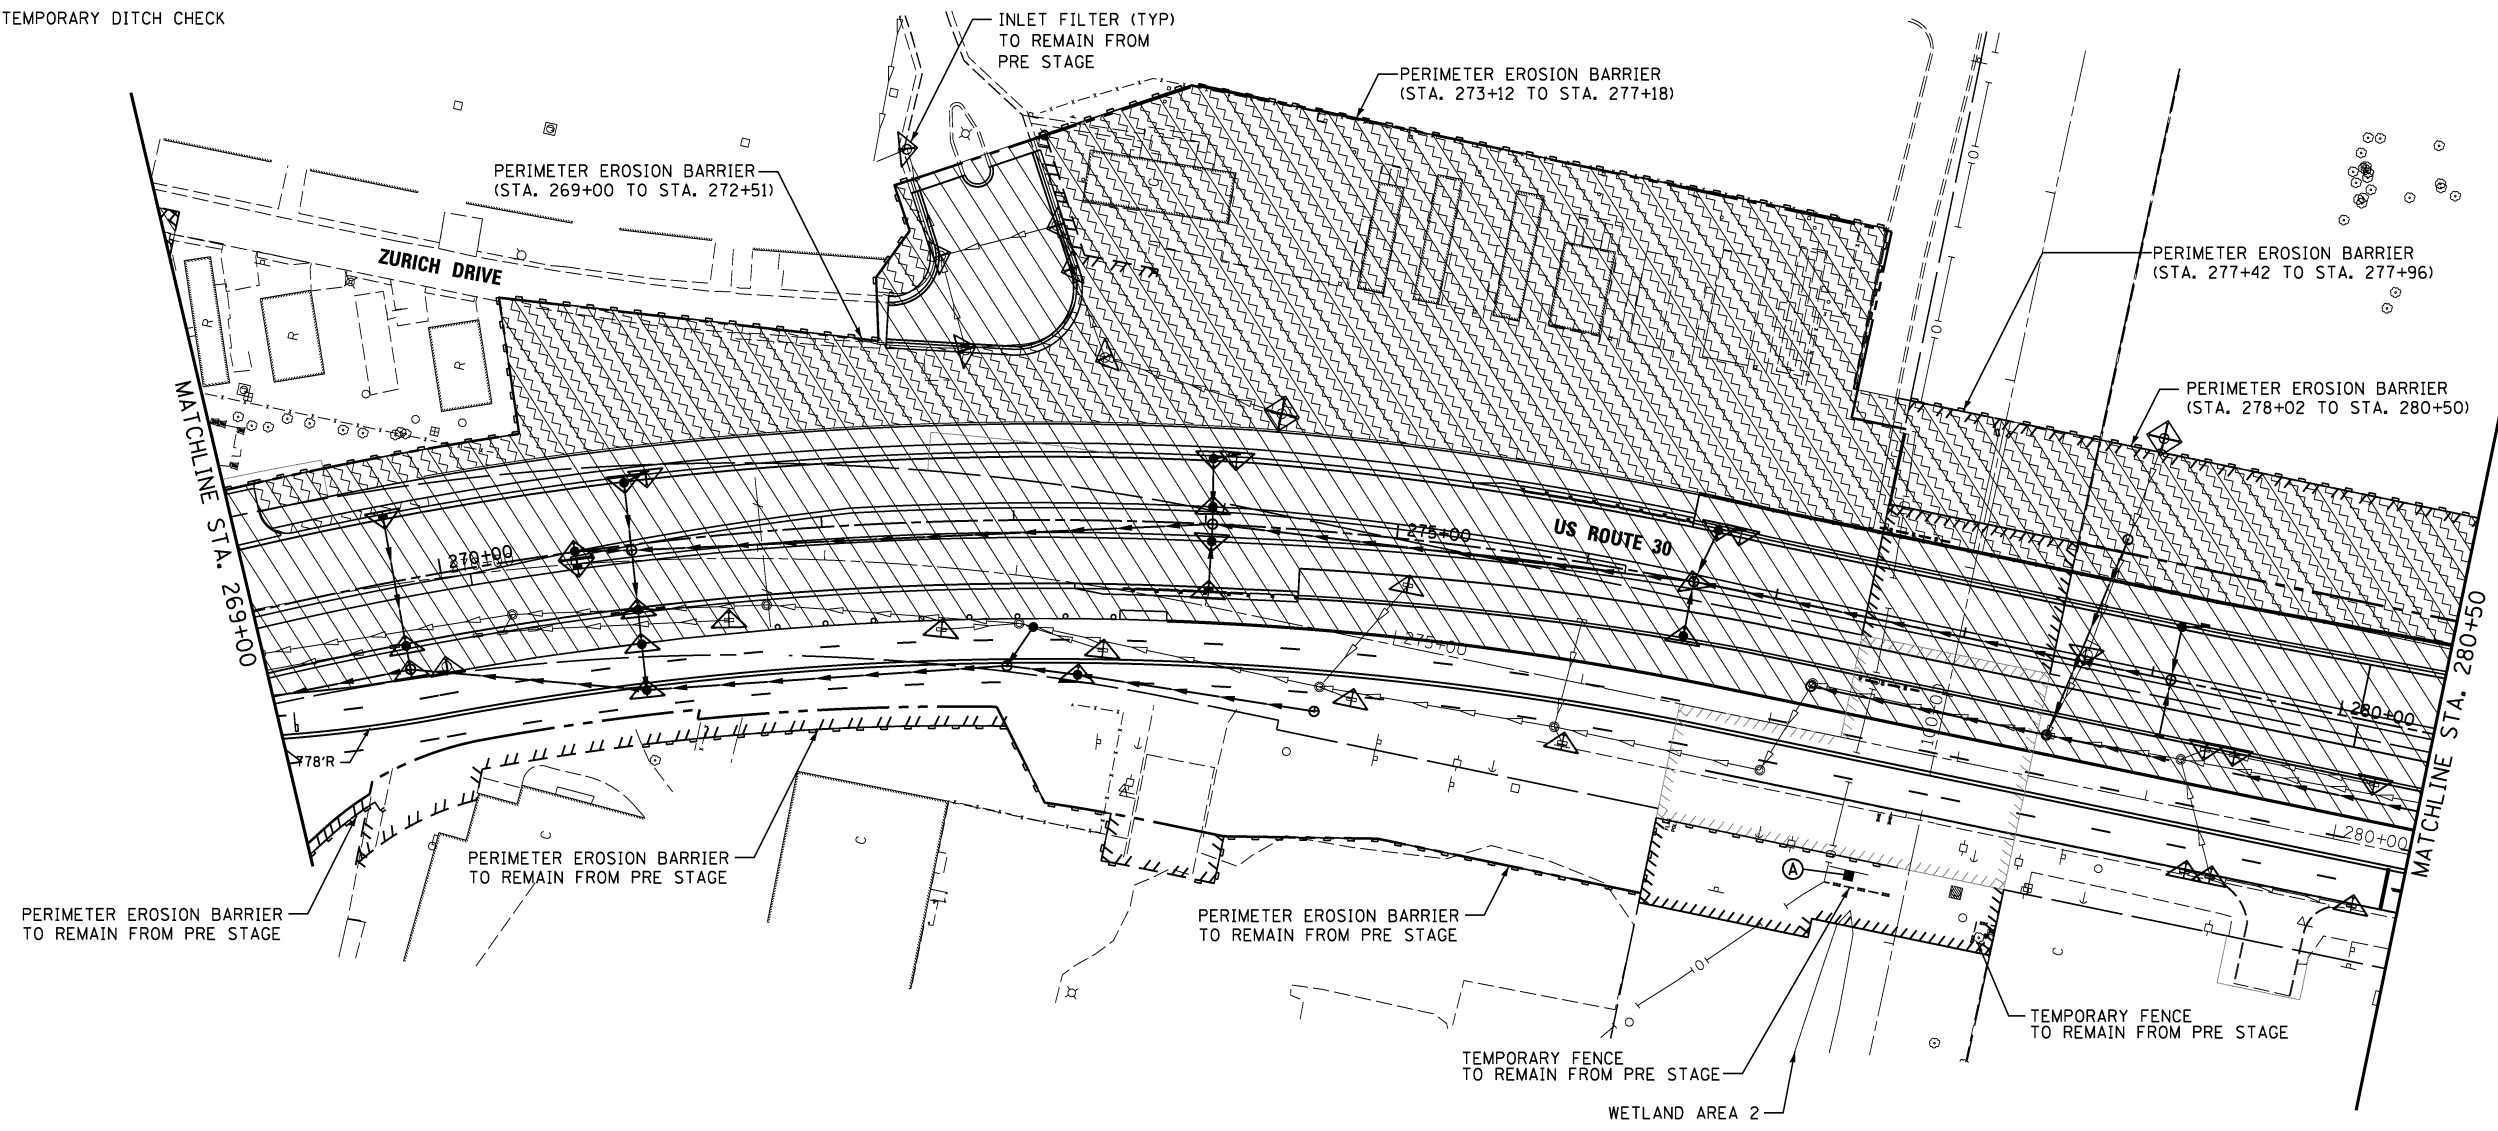 TEMPORARY DITCH CHECK
INLET FILTER (TYP)
TO REMAIN FROM
PRE STAGE
PERIMETER EROSION BARRIER
(STA. 273+12 TO STA. 277+18)
PERIMETER EROSION BARRIER
(STA. 269+00 TO STA. 272+51)
PERIMETER EROSION BARRIER
(STA. 277+42 TO STA. 277+96)
PERIMETER EROSION BARRIER
(STA. 278+02 TO STA. 280+50)
ZURICH DRIVE
R
R
R
C
MATCHLINE STA. 269+00
270+00
275+00
US ROUTE 30
275+00
280+00
280+00
MATCHLINE STA. 280+50
778'R
C
C
C
A
PERIMETER EROSION BARRIER
TO REMAIN FROM PRE STAGE
PERIMETER EROSION BARRIER
TO REMAIN FROM PRE STAGE
PERIMETER EROSION BARRIER
TO REMAIN FROM PRE STAGE
TEMPORARY FENCE
TO REMAIN FROM PRE STAGE
TEMPORARY FENCE
TO REMAIN FROM PRE STAGE
WETLAND AREA 2